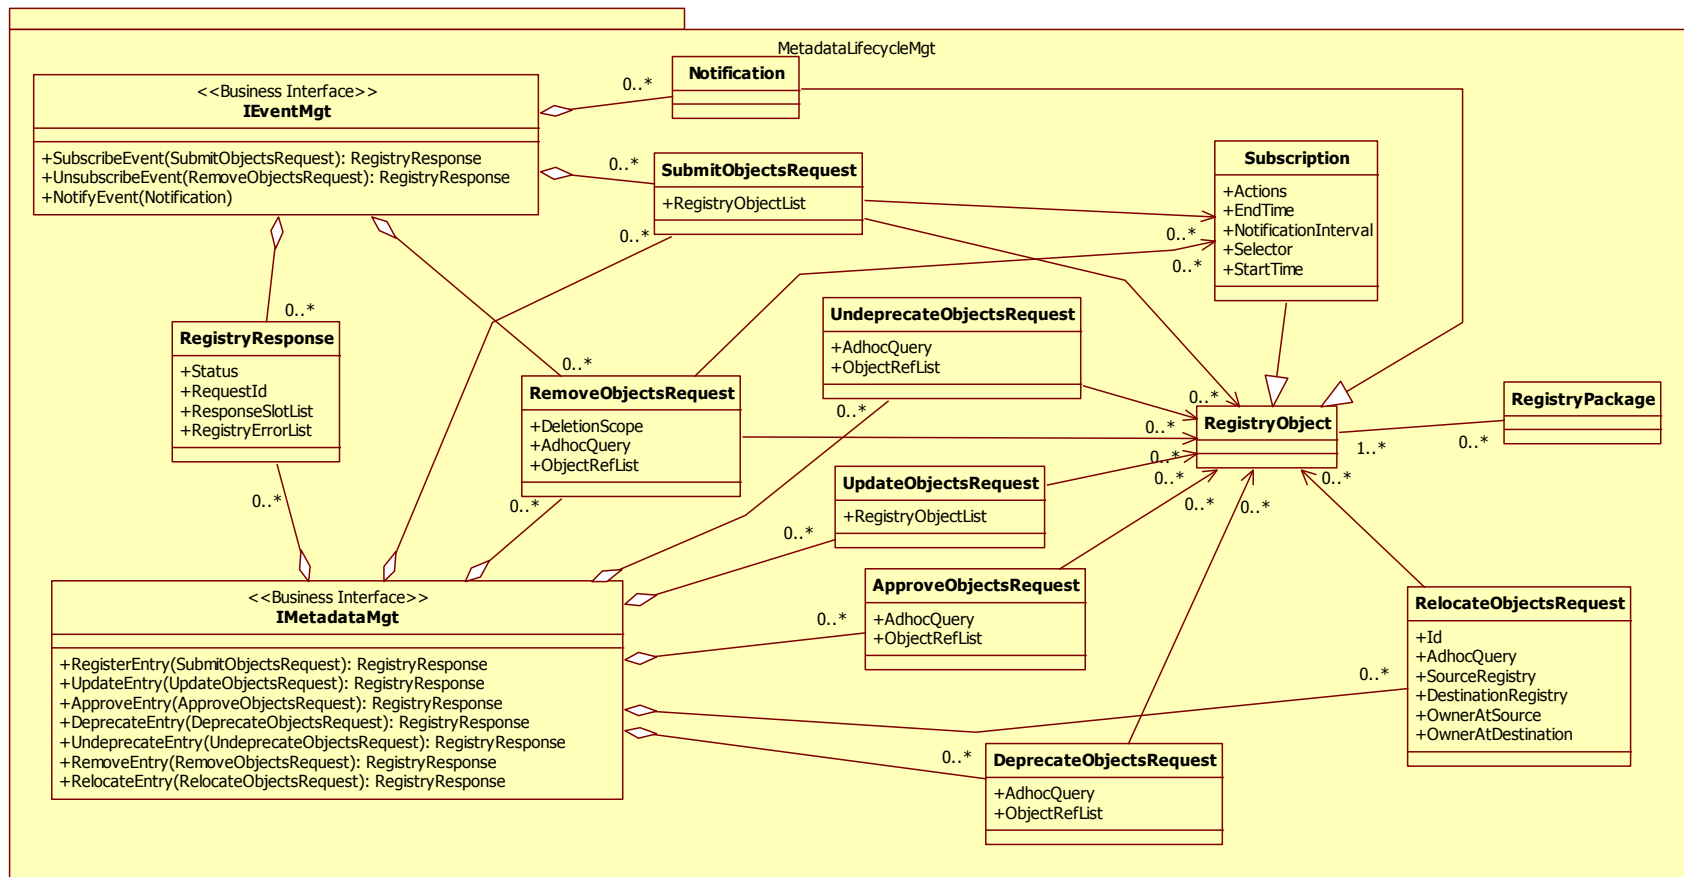 MetadadaLifecycleMgt
<<Business Interface>>
IEventMgt
+SubscribeEvent(SubmitObjectsRequest): RegistryResponse
+UnsubscribeEvent(RemoveObjectsRequest): RegistryResponse
+NotifyEvent(Notification)
0..*
Notification
0..*
SubmitObjectsRequest
+RegistryObjectList
0..*
Subscription
+Actions
+EndTime
+NotificationInterval
+Selector
+StartTime
0..*
0..*
0..*
RegistryResponse
+Status
+RequestId
+ResponseSlotList
+RegistryErrorList
0..*
0..*
RemoveObjectsRequest
+DeletionScope
+AdhocQuery
+ObjectRefList
0..*
UndeprecateObjectsRequest
+AdhocQuery
+ObjectRefList
0..*
0..*
RegistryObject
0..*
0..*
0..*
0..*
0..*
0..*
1..*
0..*
RegistryPackage
UpdateObjectsRequest
+RegistryObjectList
0..*
<<Business Interface>>
IMetadataMgt
+RegisterEntry(SubmitObjectsRequest): RegistryResponse
+UpdateEntry(UpdateObjectsRequest): RegistryResponse
+ApproveEntry(ApproveObjectsRequest): RegistryResponse
+DeprecateEntry(DeprecateObjectsRequest): RegistryResponse
+UndeprecateEntry(UndeprecateObjectsRequest): RegistryResponse
+RemoveEntry(RemoveObjectsRequest): RegistryResponse
+RelocateEntry(RelocateObjectsRequest): RegistryResponse
0..*
ApproveObjectsRequest
+AdhocQuery
+ObjectRefList
0..*
RelocateObjectsRequest
+Id
+AdhocQuery
+SourceRegistry
+DestinationRegistry
+OwnerAtSource
+OwnerAtDestination
0..*
DeprecateObjectsRequest
+AdhocQuery
+ObjectRefList